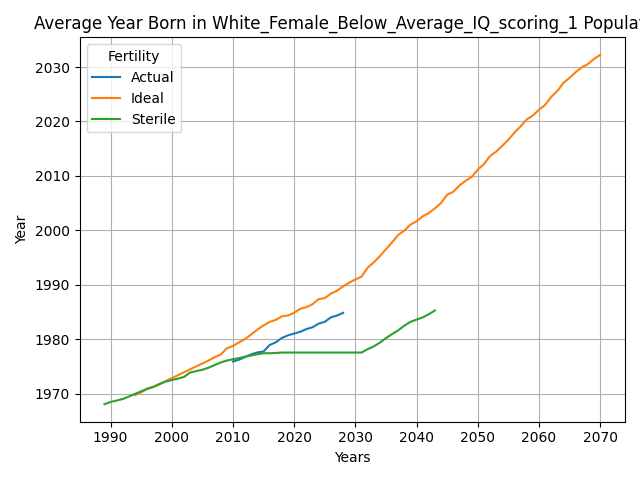 Average Year Born in White_Female_Below_Average_IQ_scoring_1 Popula
Fertility
Actual
Ideal
Sterile
2030
2020
2010
2000
1990
1980
1970
Year
1990 2000 2010 2020 2030 2040 2050 2060 2070
Years